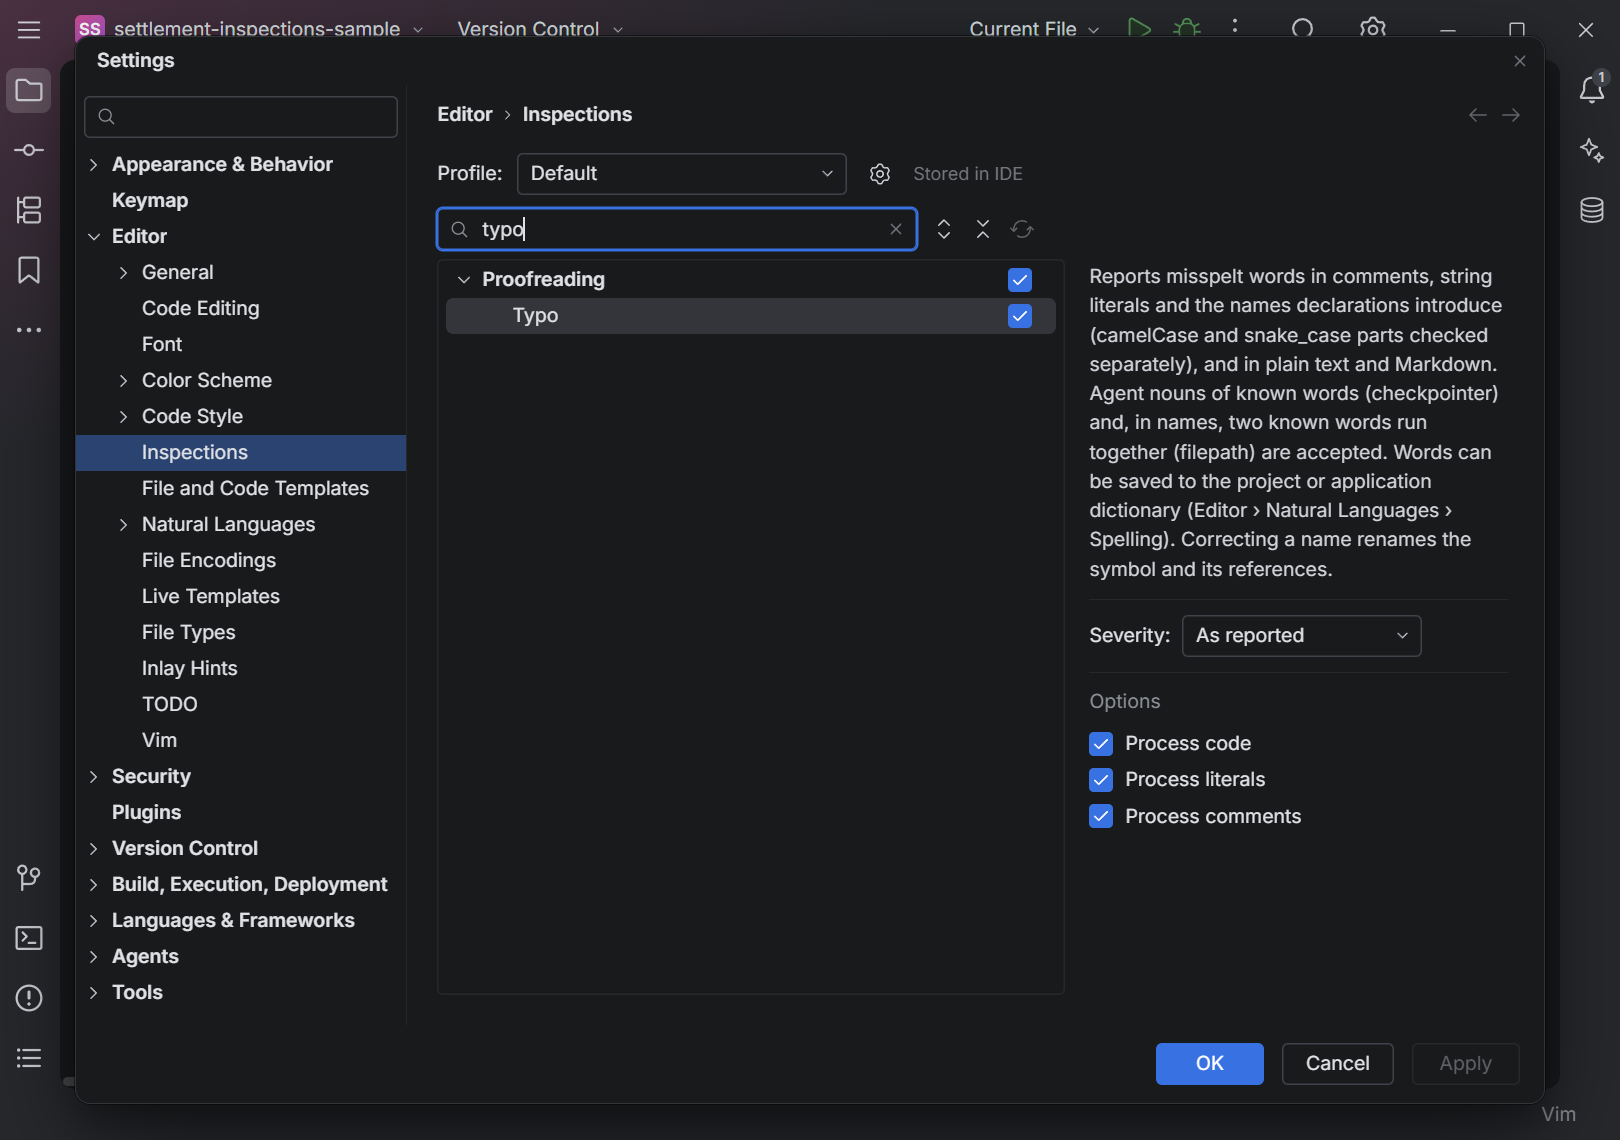 SS settlement-inspections-sample
Version Control
Current File
Settings
1
Appearance & Behavior
Keymap
Editor
General
Code Editing
Font
Color Scheme
Code Style
Inspections
File and Code Templates
Natural Languages
File Encodings
Live Templates
File Types
Inlay Hints
TODO
Vim
Security
Plugins
Version Control
Build, Execution, Deployment
Languages & Frameworks
Agents
Tools
Editor › Inspections
Profile: Default Stored in IDE
typo
Proofreading
Typo
Reports misspelt words in comments, string
literals and the names declarations introduce
(camelCase and snake_case parts checked
separately), and in plain text and Markdown.
Agent nouns of known words (checkpointer)
and, in names, two known words run
together (filepath) are accepted. Words can
be saved to the project or application
dictionary (Editor › Natural Languages ›
Spelling). Correcting a name renames the
symbol and its references.
Severity: As reported
Options
Process code
Process literals
Process comments
OK
Cancel
Apply
Vim